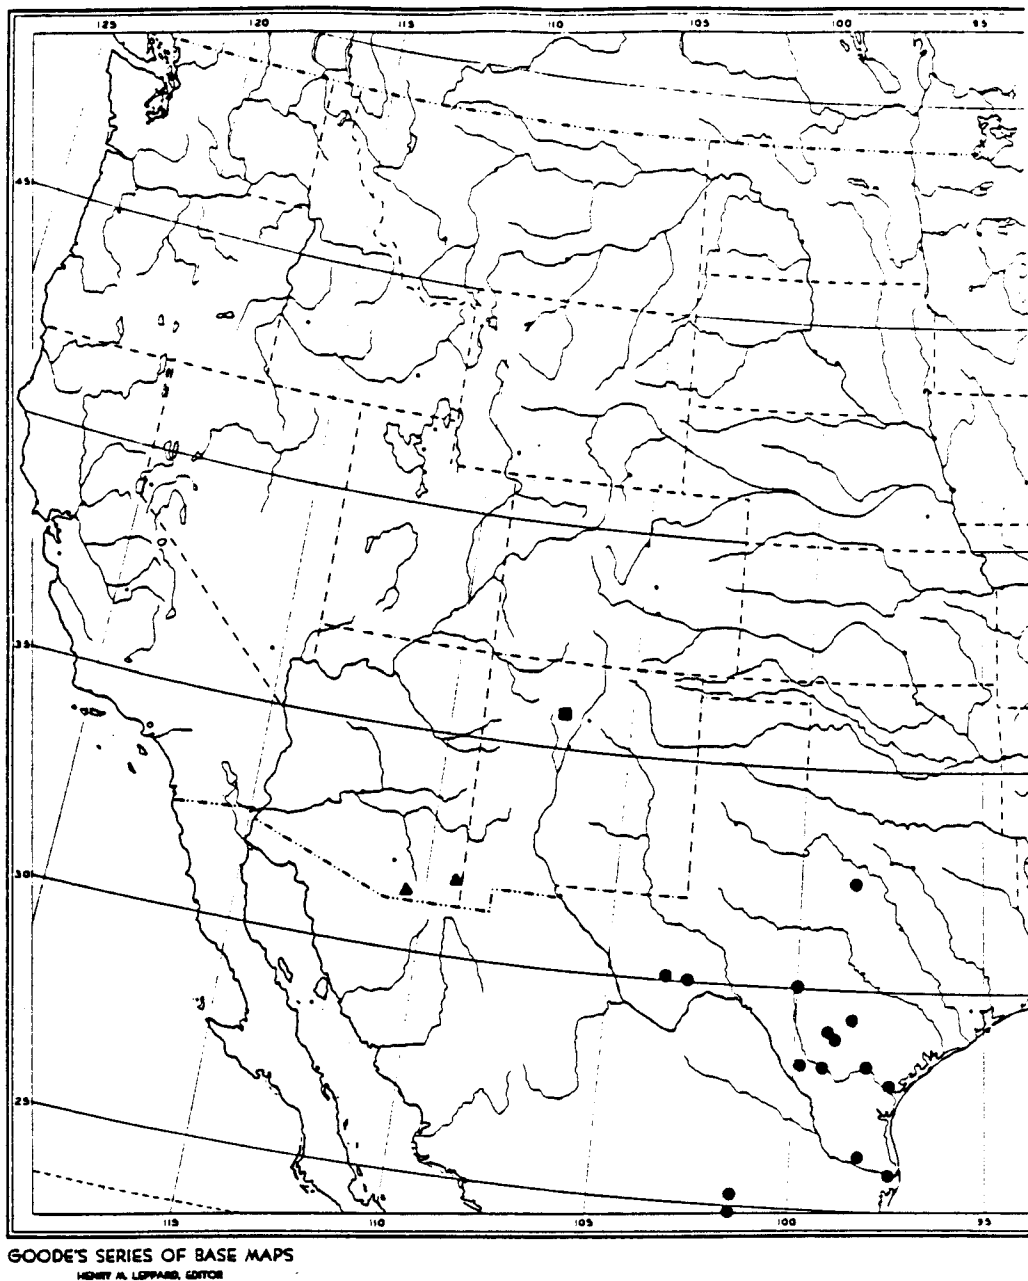 125 120 115 110 105 100 95
45
35
30
25
115 110 105 100 95
GOODE'S SERIES OF BASE MAPS
HENRY M. LEPPARD, EDITOR